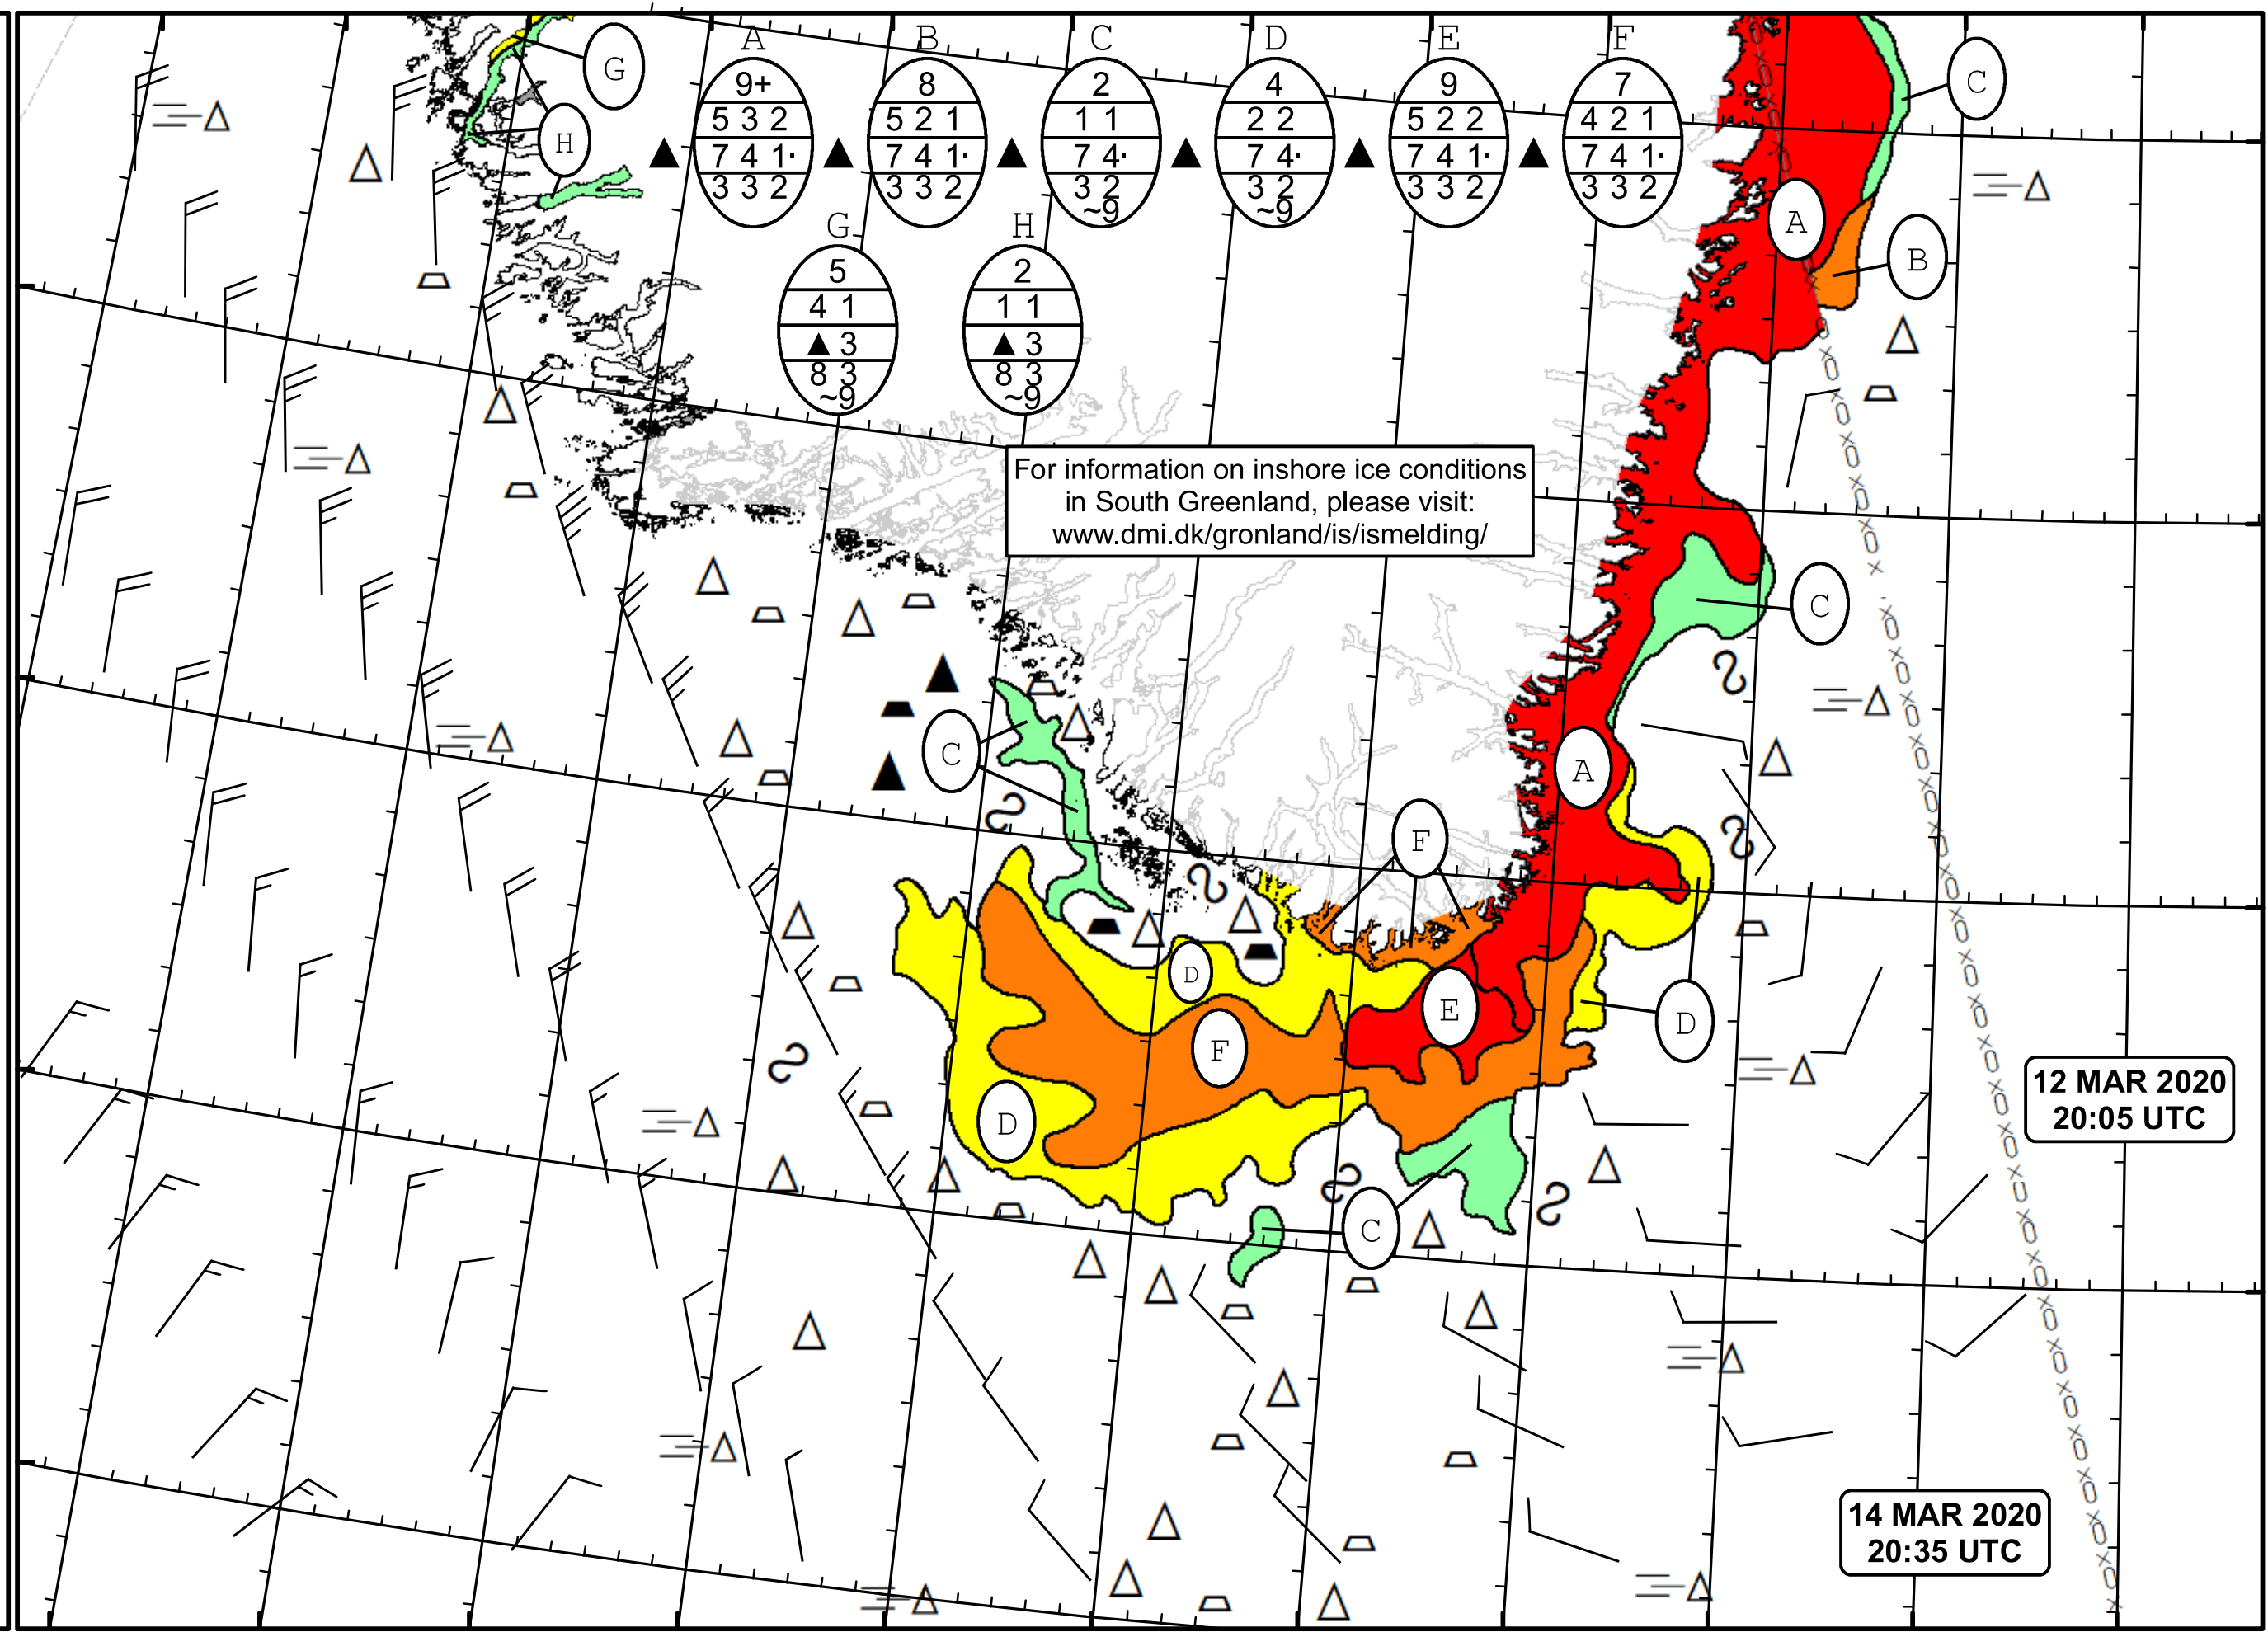 A B C D E F
9+ 8 2 4 9 7
5 3 2 5 2 1 1 1 2 2 5 2 2 4 2 1
7 4 1· 7 4 1· 7 4· 7 4· 7 4 1· 7 4 1·
3 3 2 3 3 2 3 2 3 2 3 3 2 3 3 2
~9 ~9
G H
5 2
4 1 1 1
▲ 3 ▲ 3
8 3 8 3
~9 ~9
G
H
C
A
B
For information on inshore ice conditions
in South Greenland, please visit:
www.dmi.dk/gronland/is/ismelding/
C
C
A
F
D
E
D
F
D
C
12 MAR 2020
20:05 UTC
14 MAR 2020
20:35 UTC